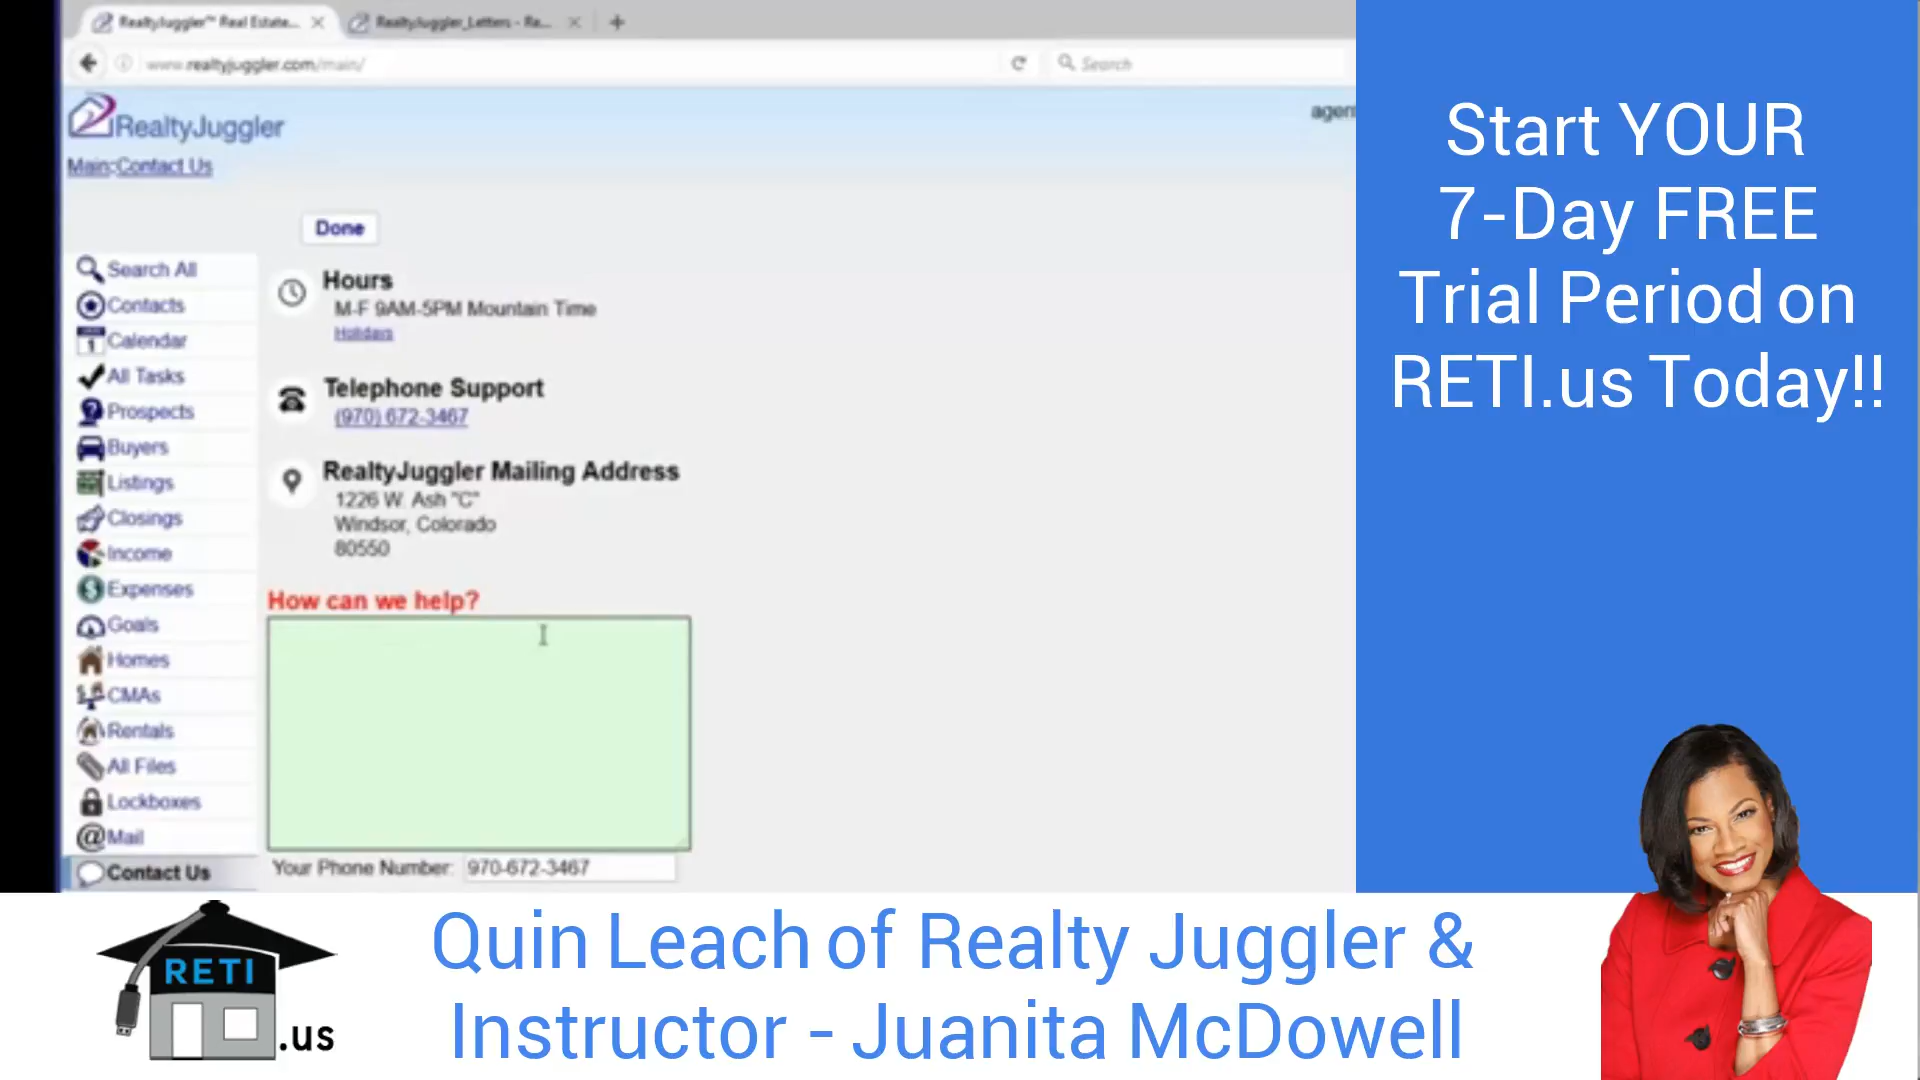 RealtyJuggler™ Real Estate...
RealtyJuggler_Letters - Re...
www.realtyjuggler.com/main/
Search
RealtyJuggler
agen
Main:Contact Us
Done
Search All
Contacts
Calendar
1
All Tasks
Prospects
Buyers
Listings
Closings
Income
Expenses
Goals
Homes
CMAs
Rentals
All Files
Lockboxes
Mail
Contact Us
Hours
M-F 9AM-5PM Mountain Time
Holidays
Telephone Support
(970) 672-3467
RealtyJuggler Mailing Address
1226 W. Ash "C"
Windsor, Colorado
80550
How can we help?
Your Phone Number: 970-672-3467
Start YOUR
7-Day FREE
Trial Period on
RETI.us Today!!
RETI
.us
Quin Leach of Realty Juggler &
Instructor - Juanita McDowell